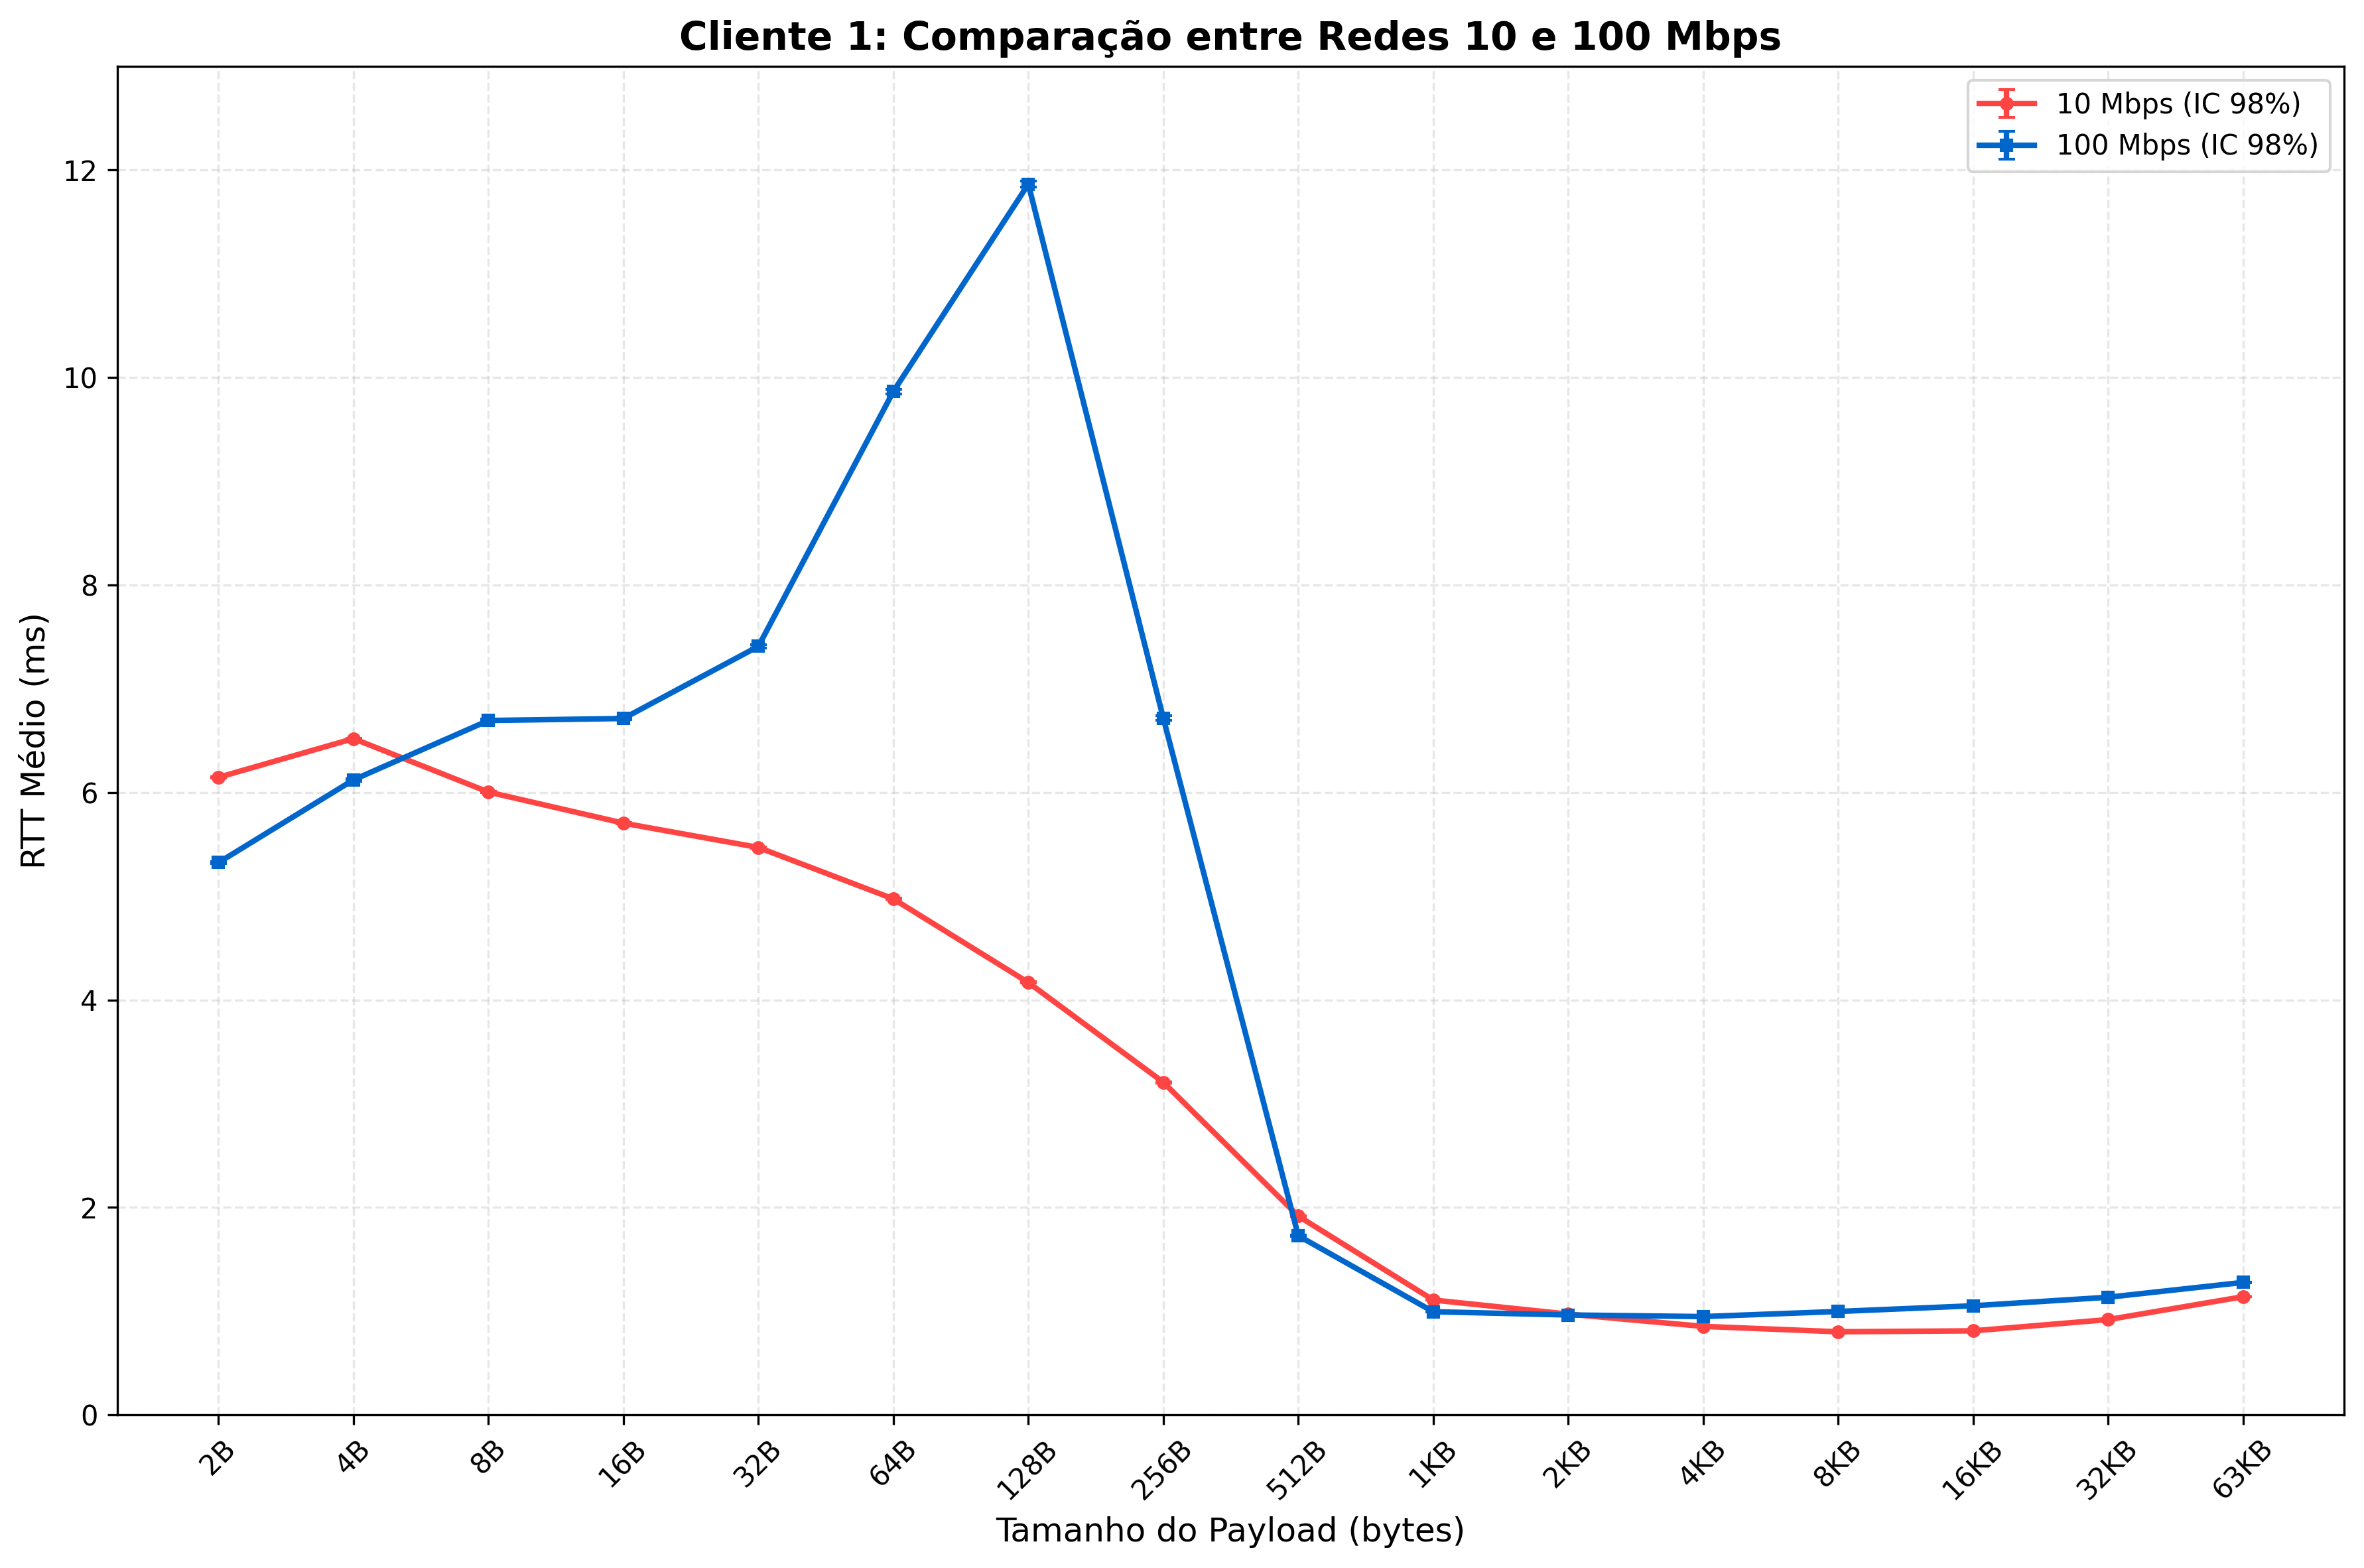 Cliente 1: Comparação entre Redes 10 e 100 Mbps
10 Mbps (IC 98%)
100 Mbps (IC 98%)
RTT Médio (ms)
12
10
8
6
4
2
0
2B
4B
8B
16B
32B
64B
128B
256B
512B
1KB
2KB
4KB
8KB
16KB
32KB
63KB
Tamanho do Payload (bytes)